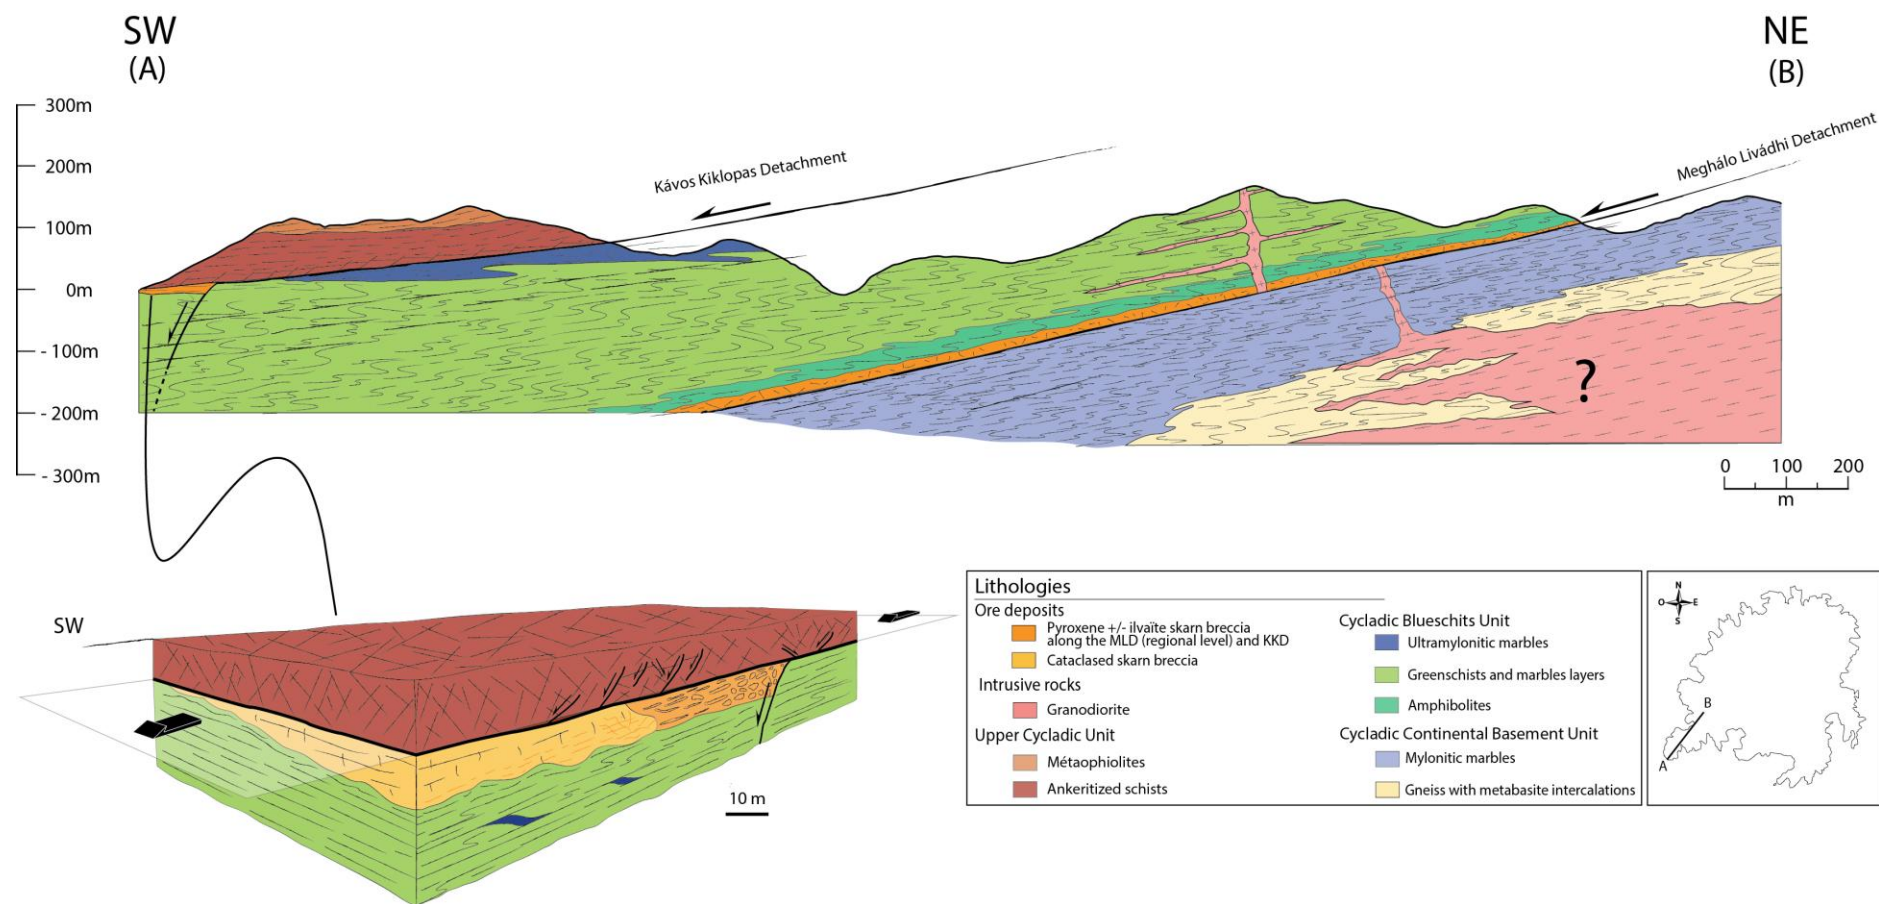 SW
(A)
NE
(B)
300m
200m
100m
0m
- 100m
- 200m
- 300m
Kávos Kiklopas Detachment
Meghálo Livádhi Detachment
?
0 100 200
m
SW
10 m
Lithologies
Ore deposits
Pyroxene +/- ilvaïte skarn breccia
along the MLD (regional level) and KKD
Cataclased skarn breccia
Intrusive rocks
Granodiorite
Upper Cycladic Unit
Métaophiolites
Ankeritized schists
Cycladic Blueschits Unit
Ultramylonitic marbles
Greenschists and marbles layers
Amphibolites
Cycladic Continental Basement Unit
Mylonitic marbles
Gneiss with metabasite intercalations
N
O E
S
B
A